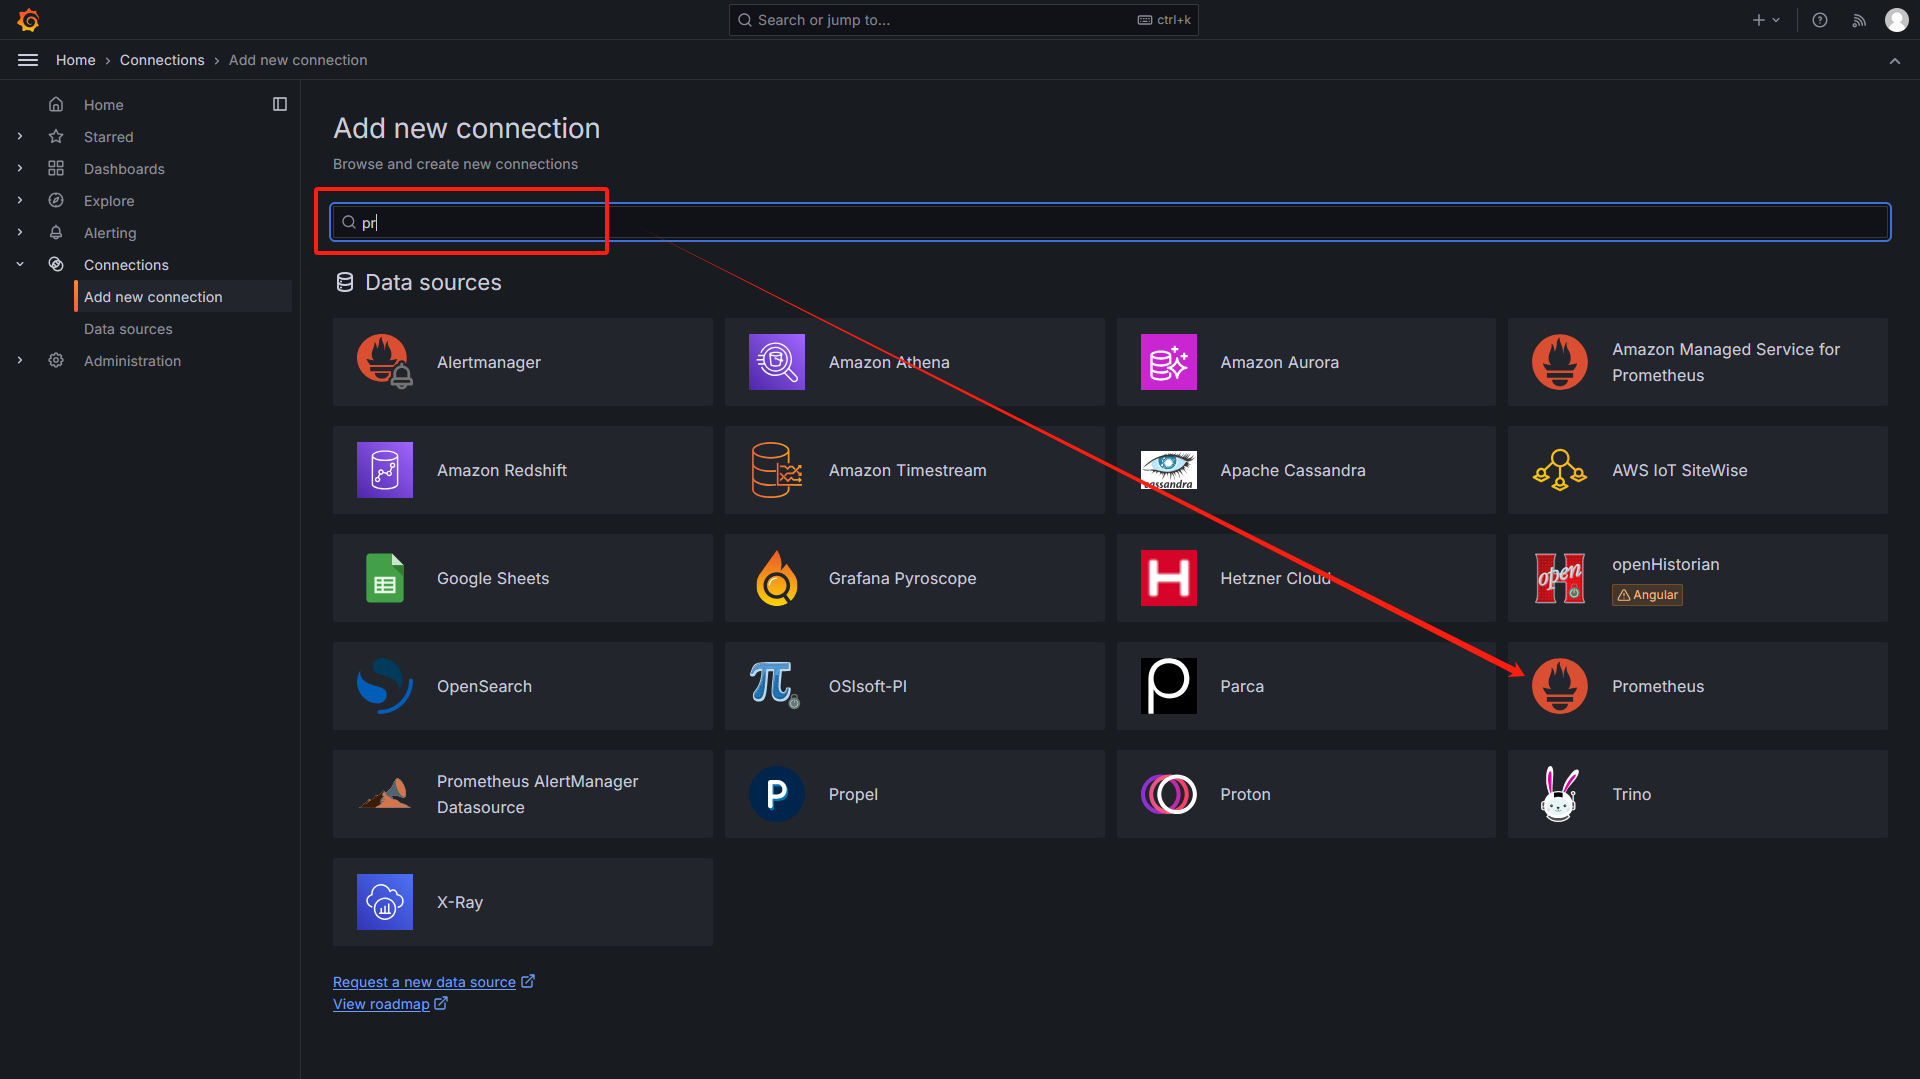 Search or jump to...
ctrl+k
Home › Connections › Add new connection
Home
Starred
Dashboards
Explore
Alerting
Connections
Add new connection
Data sources
Administration
Add new connection
Browse and create new connections
pr
Data sources
Alertmanager
Amazon Athena
Amazon Aurora
Amazon Managed Service for
Prometheus
Amazon Redshift
Amazon Timestream
cassandra
Apache Cassandra
AWS IoT SiteWise
Google Sheets
Grafana Pyroscope
H
Hetzner Cloud
open
H
openHistorian
Angular
OpenSearch
π
OSIsoft-PI
P
Parca
Prometheus
Prometheus AlertManager
Datasource
P
Propel
Proton
Trino
X-Ray
Request a new data source
View roadmap